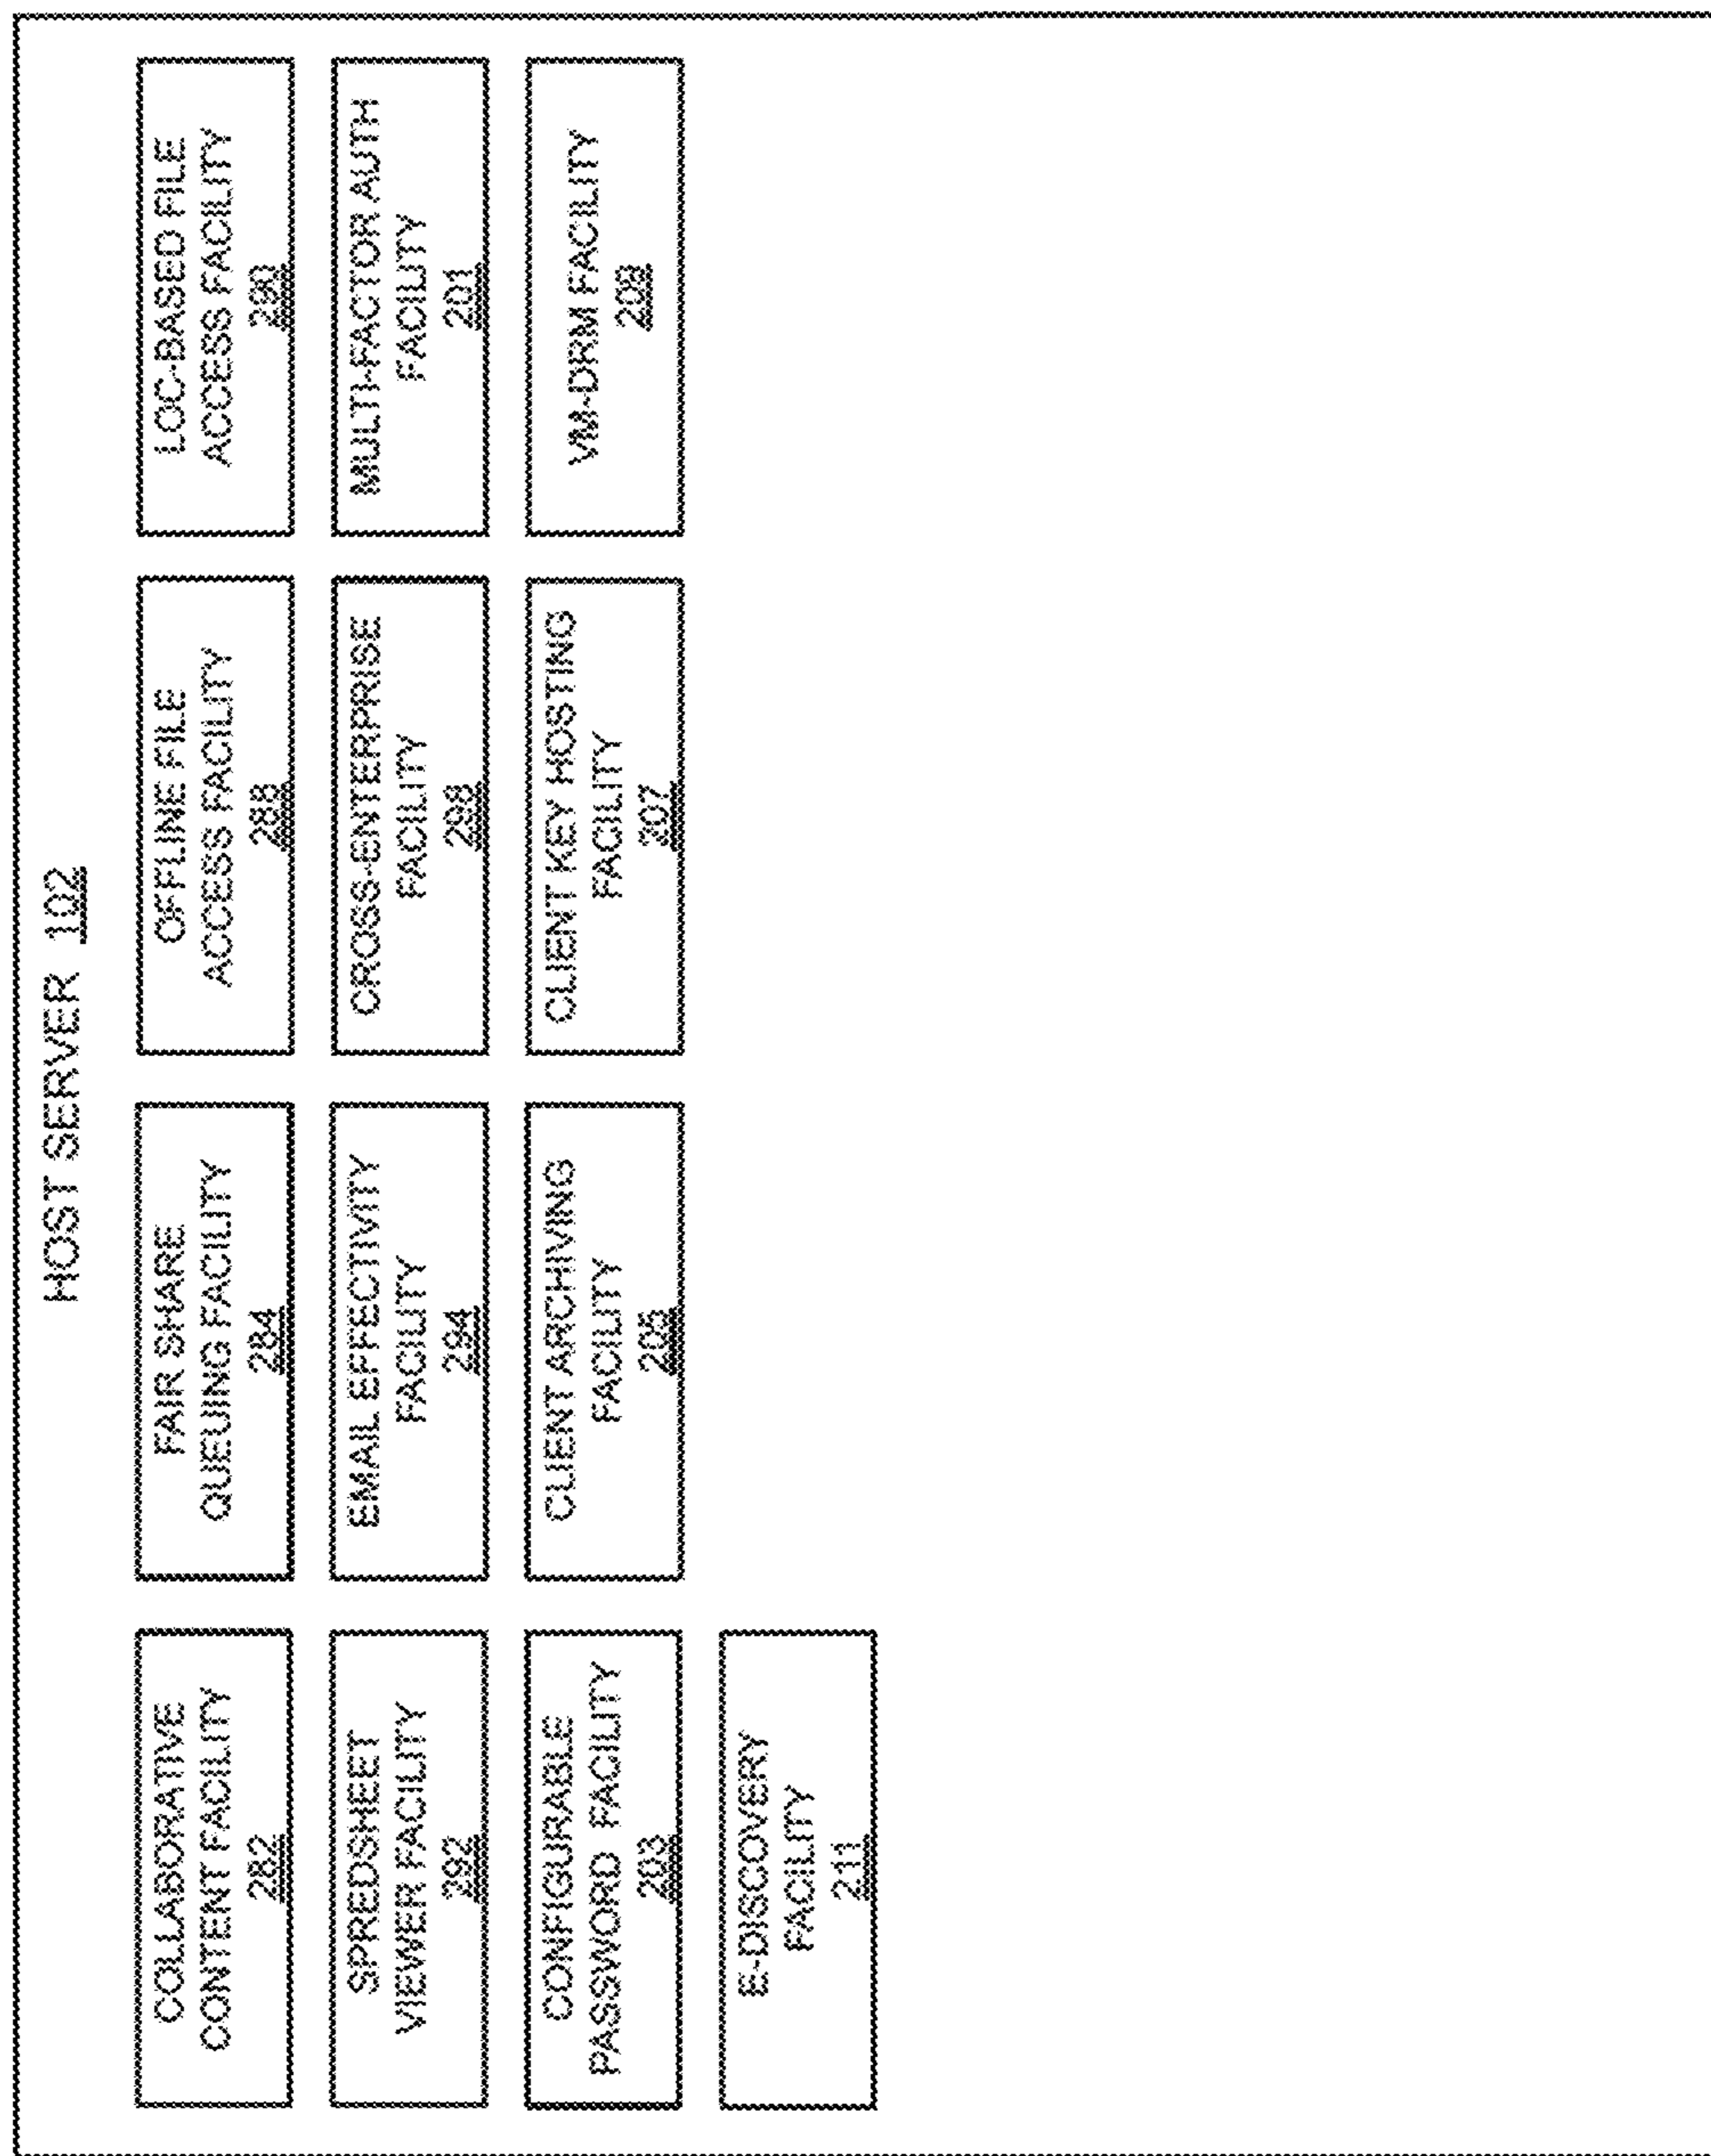 HOST SERVER 102
COLLABORATIVE
CONTENT FACILITY
282
FAIR SHARE
QUEUING FACILITY
284
OFFLINE FILE
ACCESS FACILITY
288
LOC-BASED FILE
ACCESS FACILITY
290
SPREDSHEET
VIEWER FACILITY
292
EMAIL EFFECTIVITY
FACILITY
294
CROSS-ENTERPRISE
FACILITY
298
MULTI-FACTOR AUTH
FACILITY
201
CONFIGURABLE
PASSWORD FACILITY
203
CLIENT ARCHIVING
FACILITY
205
CLIENT KEY HOSTING
FACILITY
207
VM-DRM FACILITY
209
E-DISCOVERY
FACILITY
211